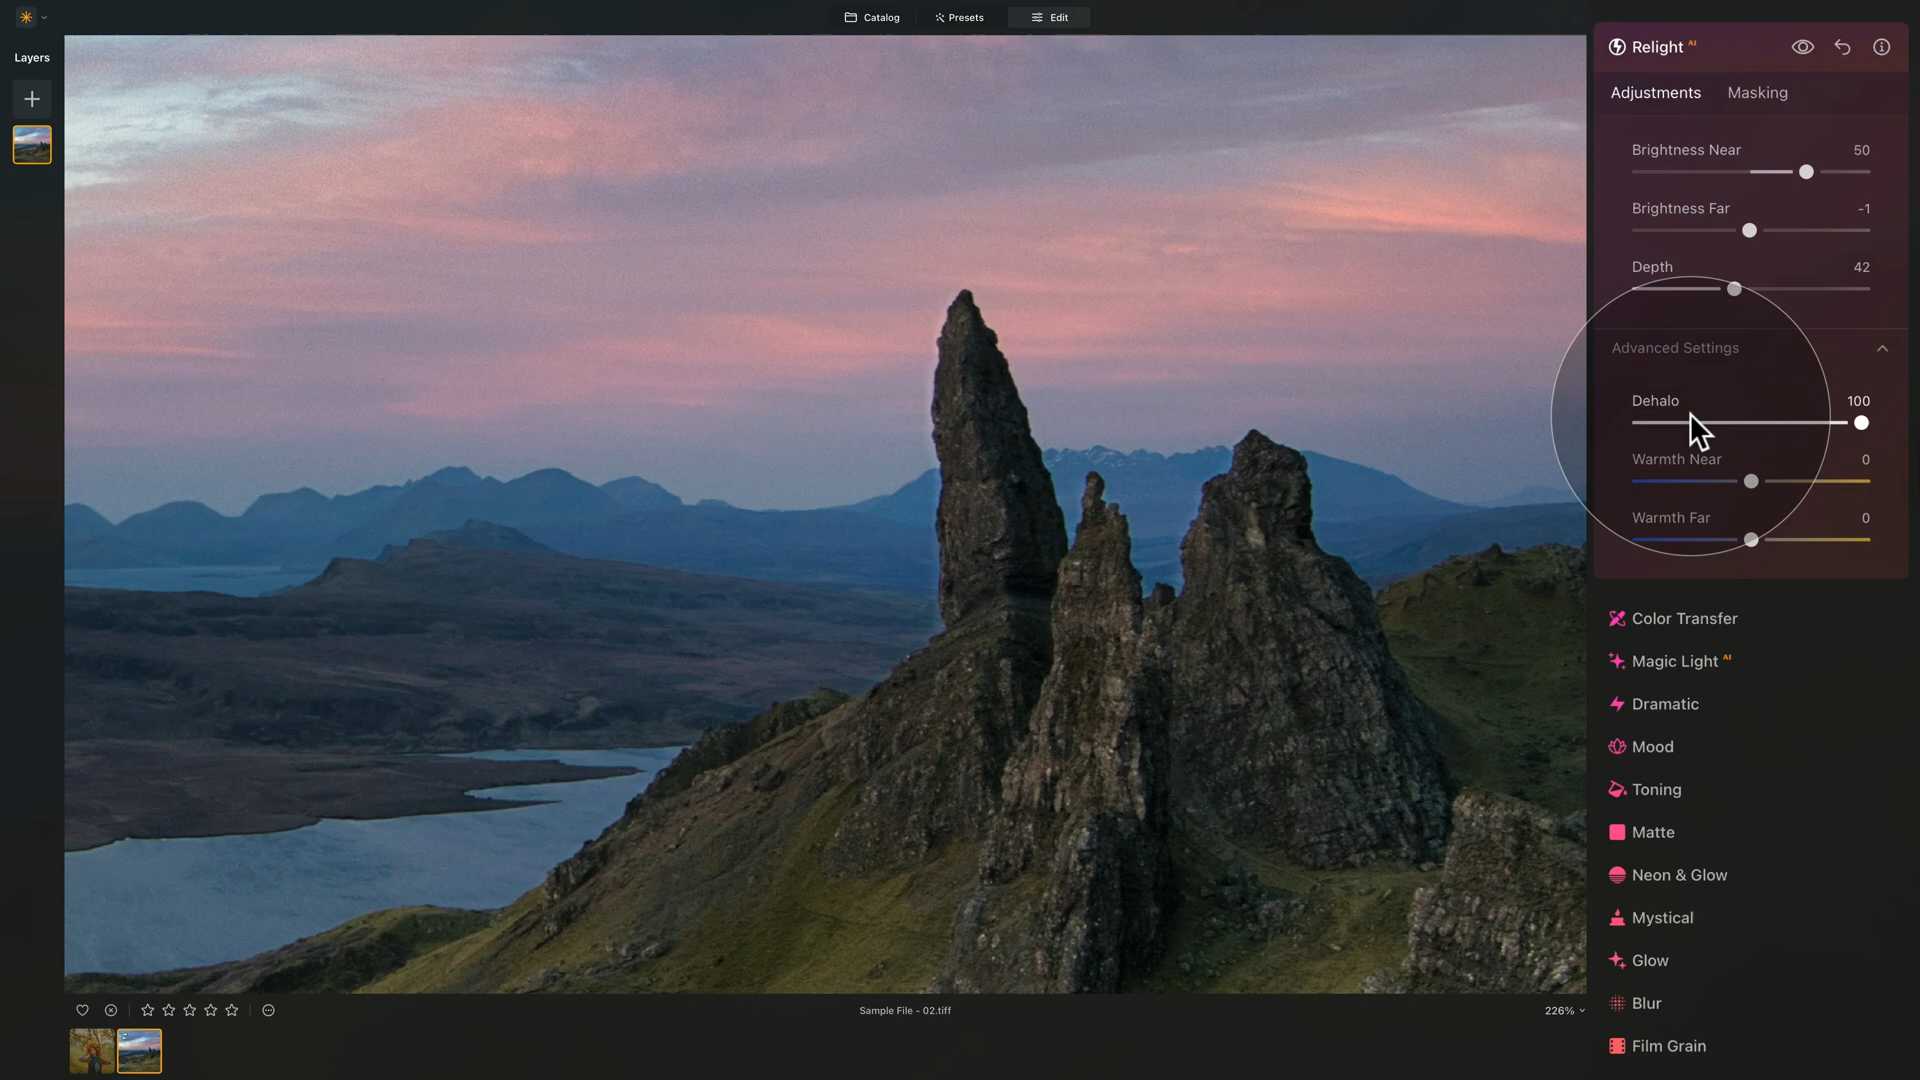 Catalog
Presets
Edit
Layers
Relight AI
Adjustments Masking
Brightness Near 50
Brightness Far -1
Depth 42
Advanced Settings
Dehalo 100
Warmth Near 0
Warmth Far 0
Color Transfer
Magic Light AI
Dramatic
Mood
Toning
Matte
Neon & Glow
Mystical
Glow
Blur
Film Grain
Sample File - 02.tiff
226%